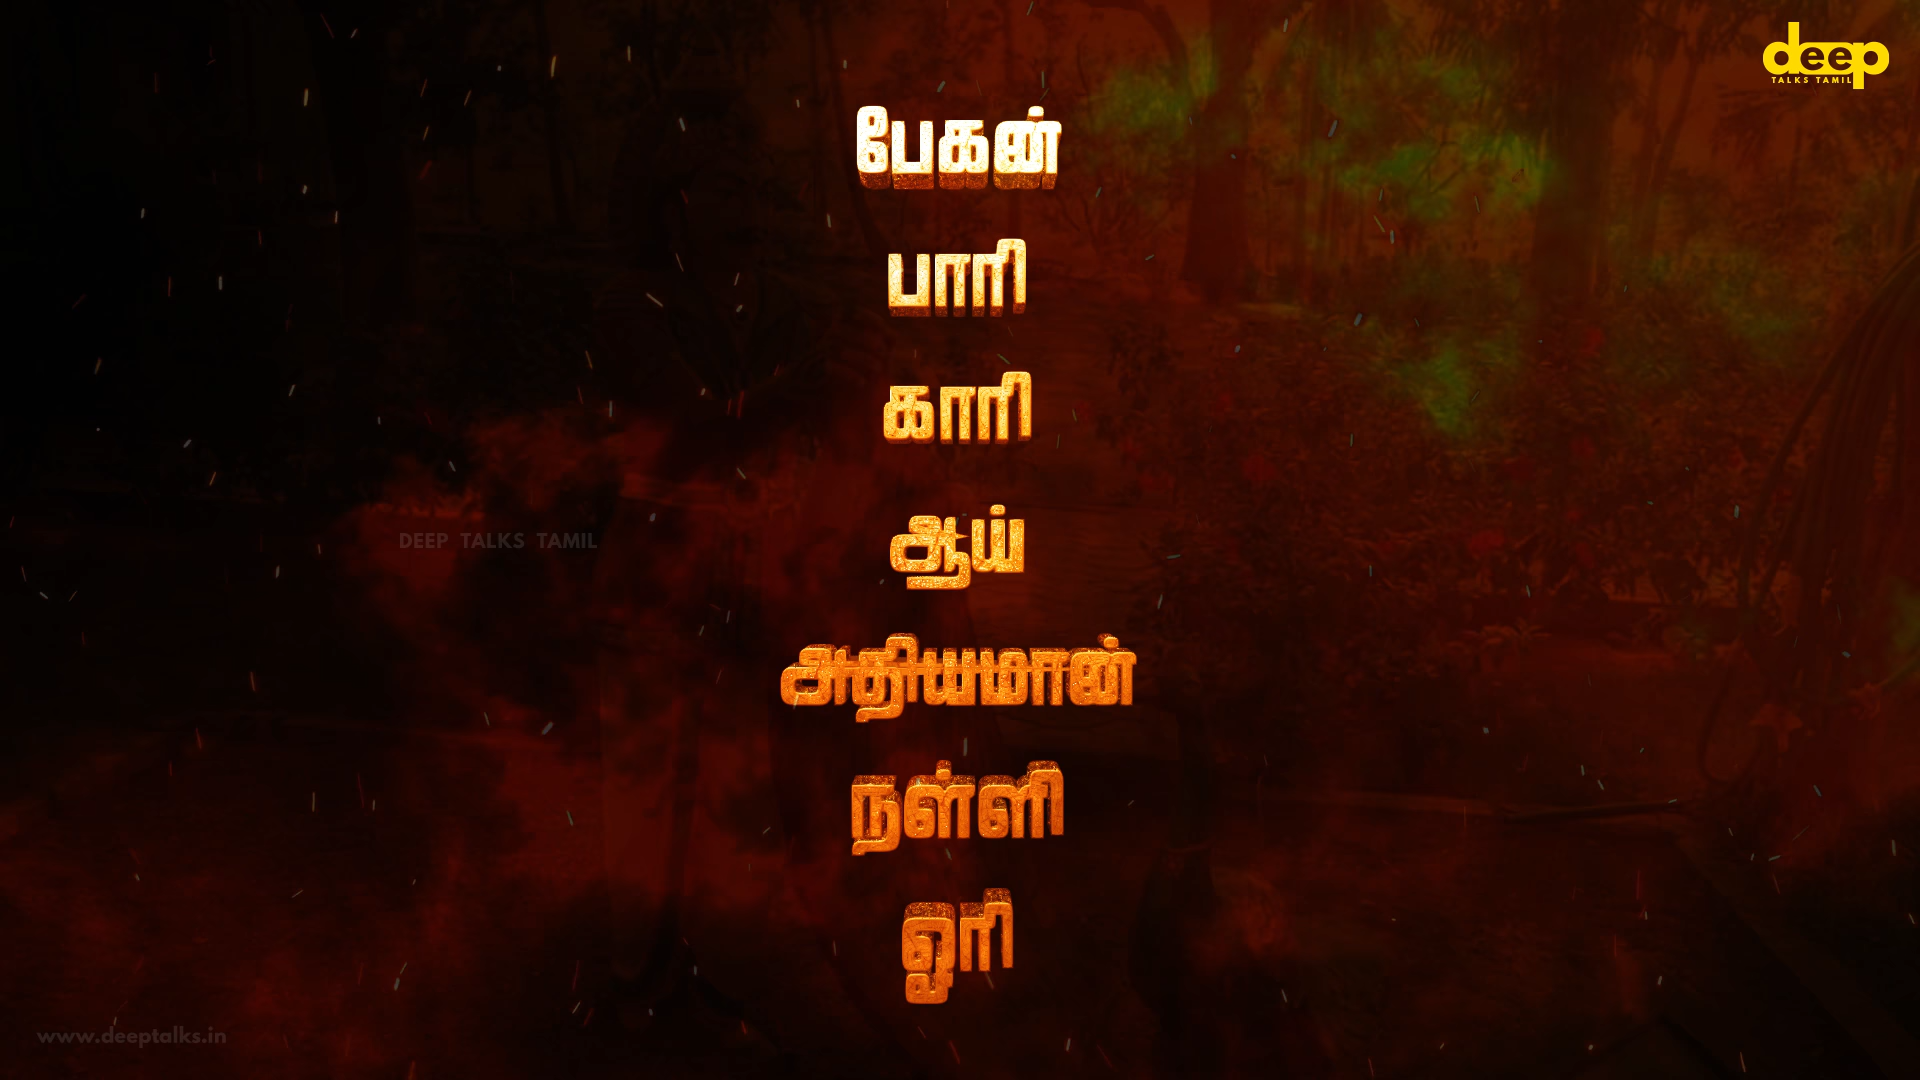 deep
TALKS TAMIL
பேகன்
பாரி
காரி
ஆய்
DEEP TALKS TAMIL
அதியமான்
நள்ளி
ஓரி
www.deeptalks.in